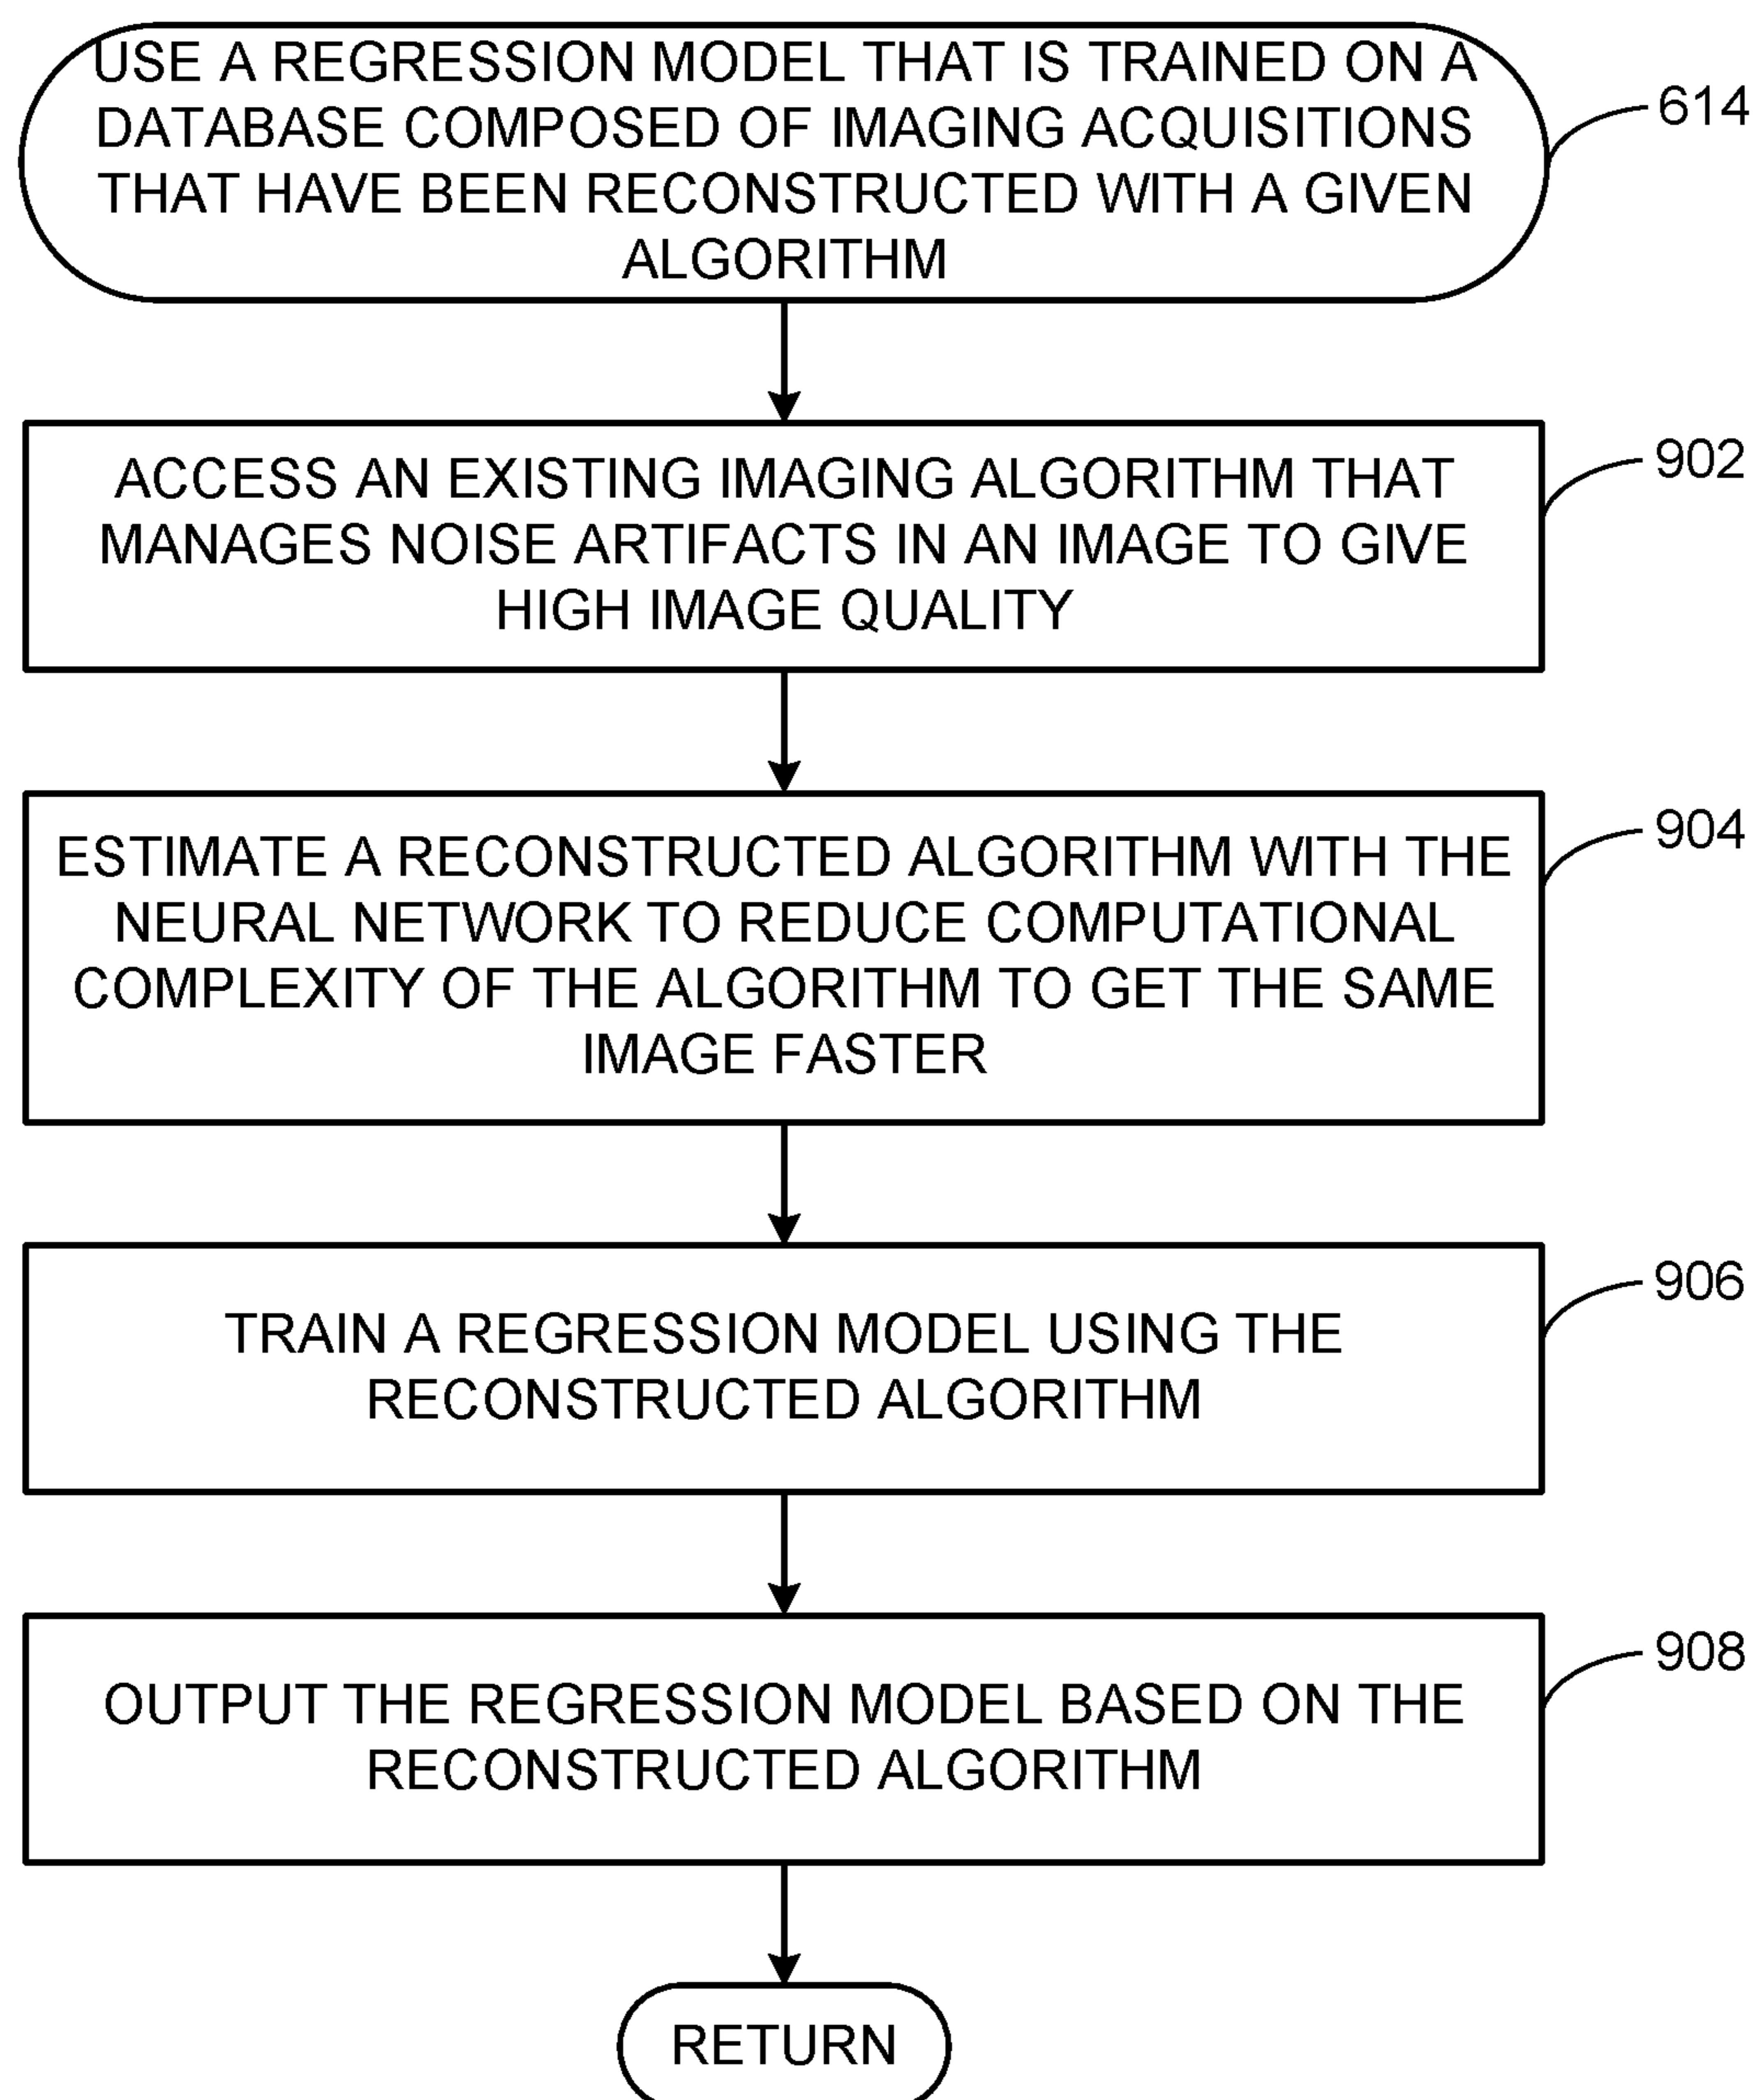 USE A REGRESSION MODEL THAT IS TRAINED ON A
DATABASE COMPOSED OF IMAGING ACQUISITIONS
THAT HAVE BEEN RECONSTRUCTED WITH A GIVEN
ALGORITHM
614
ACCESS AN EXISTING IMAGING ALGORITHM THAT
MANAGES NOISE ARTIFACTS IN AN IMAGE TO GIVE
HIGH IMAGE QUALITY
902
ESTIMATE A RECONSTRUCTED ALGORITHM WITH THE
NEURAL NETWORK TO REDUCE COMPUTATIONAL
COMPLEXITY OF THE ALGORITHM TO GET THE SAME
IMAGE FASTER
904
TRAIN A REGRESSION MODEL USING THE
RECONSTRUCTED ALGORITHM
906
OUTPUT THE REGRESSION MODEL BASED ON THE
RECONSTRUCTED ALGORITHM
908
RETURN